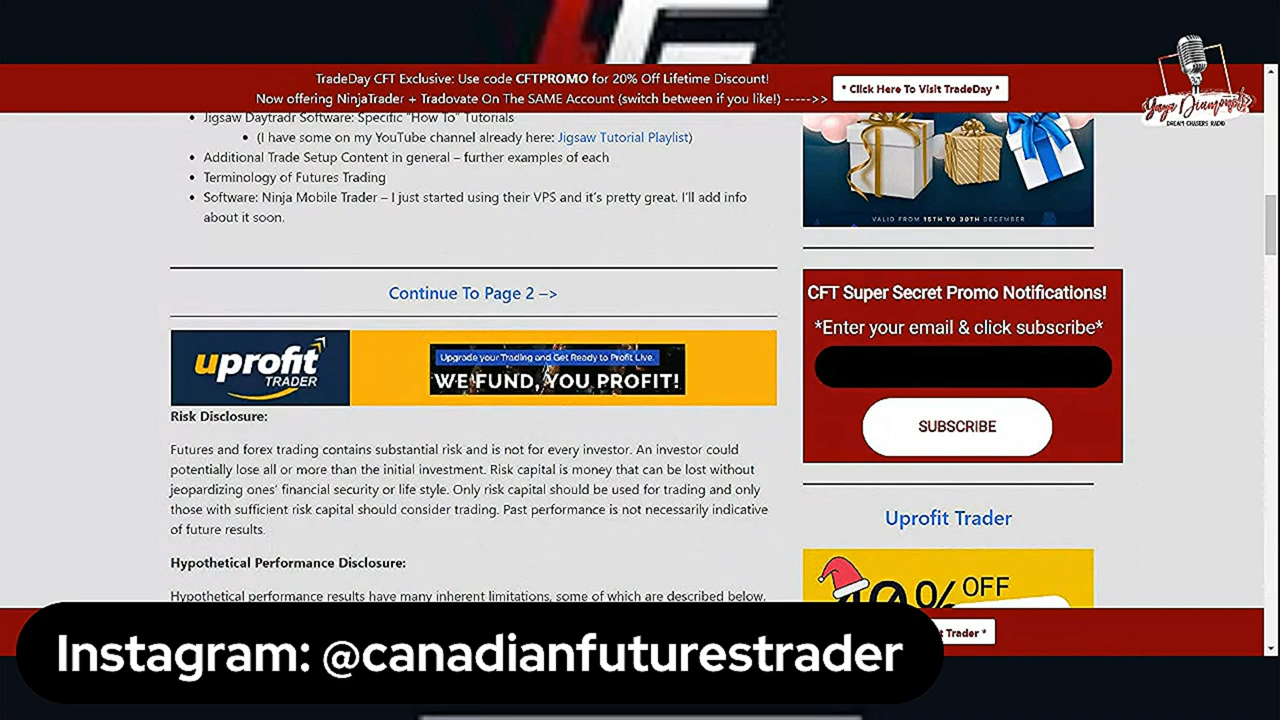 TradeDay CFT Exclusive: Use code CFTPROMO for 20% Off Lifetime Discount!
Now offering NinjaTrader + Tradovate On The SAME Account (switch between if you like!) ----->>
* Click Here To Visit TradeDay *
Yaya Diamond's
DREAM CHASERS RADIO
Jigsaw Daytradr Software: Specific "How To" Tutorials
(I have some on my YouTube channel already here: Jigsaw Tutorial Playlist)
Additional Trade Setup Content in general – further examples of each
Terminology of Futures Trading
Software: Ninja Mobile Trader – I just started using their VPS and it's pretty great. I'll add info
about it soon.
Continue To Page 2 –>
uprofit
TRADER
Upgrade your Trading and Get Ready to Profit Live.
WE FUND, YOU PROFIT!
Risk Disclosure:
Futures and forex trading contains substantial risk and is not for every investor. An investor could
potentially lose all or more than the initial investment. Risk capital is money that can be lost without
jeopardizing ones' financial security or life style. Only risk capital should be used for trading and only
those with sufficient risk capital should consider trading. Past performance is not necessarily indicative
of future results.
Hypothetical Performance Disclosure:
Hypothetical performance results have many inherent limitations, some of which are described below.
VALID FROM 15TH TO 30TH DECEMBER
CFT Super Secret Promo Notifications!
*Enter your email & click subscribe*
SUBSCRIBE
Uprofit Trader
40% OFF
Trader *
Instagram: @canadianfuturestrader